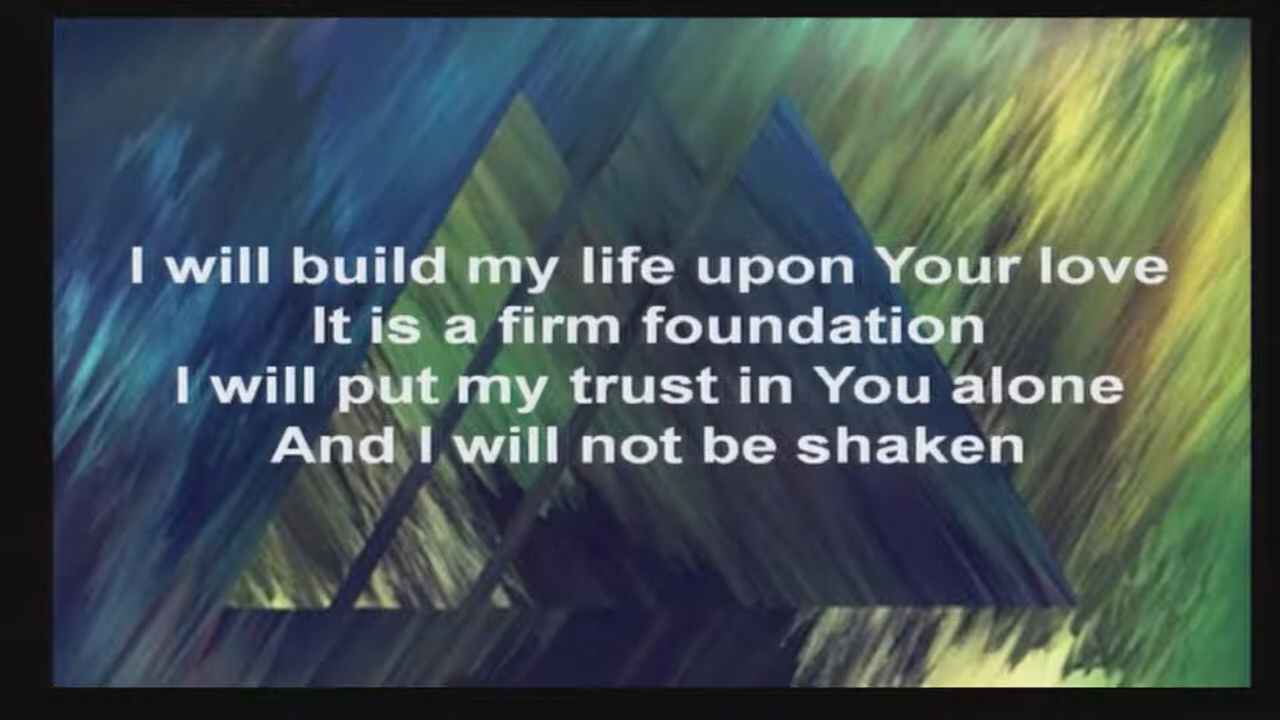 I will build my life upon Your love
It is a firm foundation
I will put my trust in You alone
And I will not be shaken